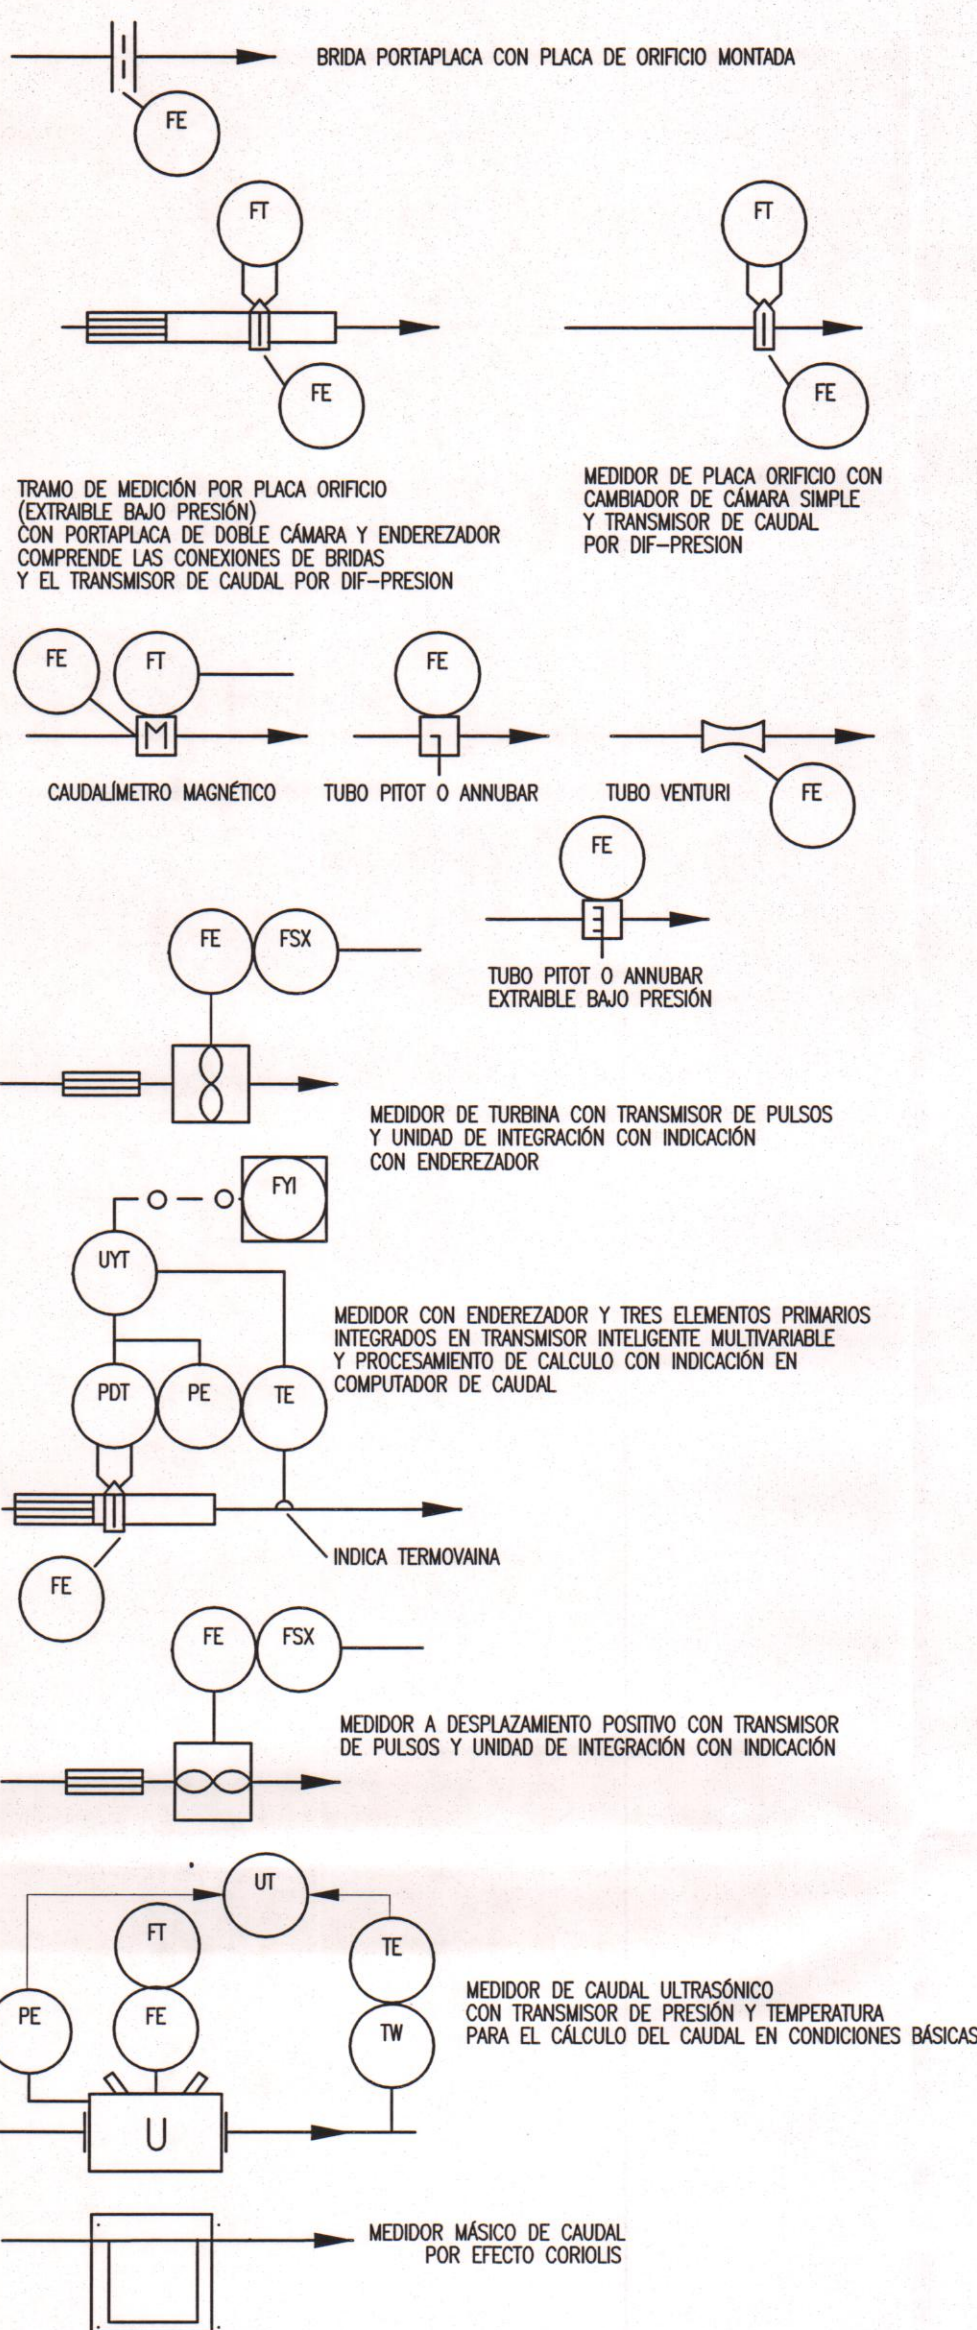 BRIDA PORTAPLACA CON PLACA DE ORIFICIO MONTADA
FE
FT
FE
TRAMO DE MEDICIÓN POR PLACA ORIFICIO
(EXTRAIBLE BAJO PRESIÓN)
CON PORTAPLACA DE DOBLE CÁMARA Y ENDEREZADOR
COMPRENDE LAS CONEXIONES DE BRIDAS
Y EL TRANSMISOR DE CAUDAL POR DIF-PRESION
FT
FE
MEDIDOR DE PLACA ORIFICIO CON
CAMBIADOR DE CÁMARA SIMPLE
Y TRANSMISOR DE CAUDAL
POR DIF-PRESION
FE
FT
M
CAUDALÍMETRO MAGNÉTICO
FE
TUBO PITOT O ANNUBAR
TUBO VENTURI
FE
FE
TUBO PITOT O ANNUBAR
EXTRAIBLE BAJO PRESIÓN
FE
FSX
MEDIDOR DE TURBINA CON TRANSMISOR DE PULSOS
Y UNIDAD DE INTEGRACIÓN CON INDICACIÓN
CON ENDEREZADOR
FYI
UYT
MEDIDOR CON ENDEREZADOR Y TRES ELEMENTOS PRIMARIOS
INTEGRADOS EN TRANSMISOR INTELIGENTE MULTIVARIABLE
Y PROCESAMIENTO DE CALCULO CON INDICACIÓN EN
COMPUTADOR DE CAUDAL
PDT
PE
TE
INDICA TERMOVAINA
FE
FE
FSX
MEDIDOR A DESPLAZAMIENTO POSITIVO CON TRANSMISOR
DE PULSOS Y UNIDAD DE INTEGRACIÓN CON INDICACIÓN
UT
FT
TE
PE
FE
TW
U
MEDIDOR DE CAUDAL ULTRASÓNICO
CON TRANSMISOR DE PRESIÓN Y TEMPERATURA
PARA EL CÁLCULO DEL CAUDAL EN CONDICIONES BÁSICAS
MEDIDOR MÁSICO DE CAUDAL
POR EFECTO CORIOLIS